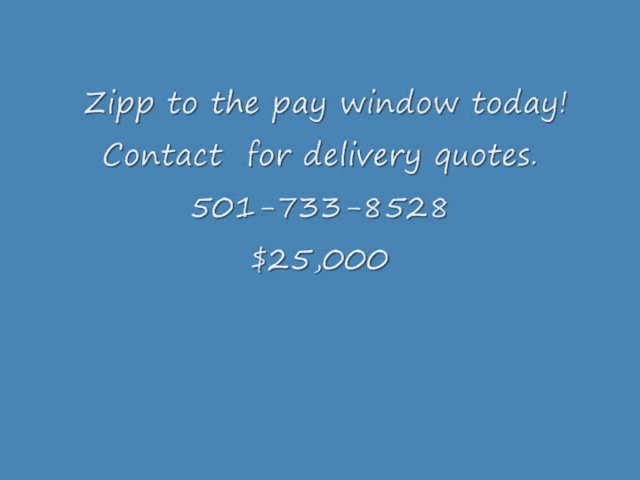 Zipp to the pay window today!
Contact  for delivery quotes.
501-733-8528
$25,000